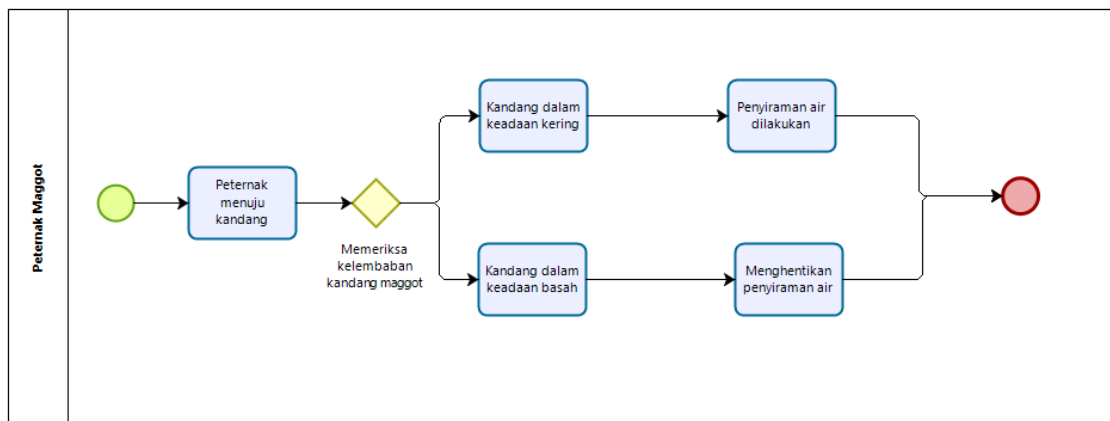 Peternak Maggot
Peternak
menuju
kandang
Memeriksa
kelembaban
kandang maggot
Kandang dalam
keadaan kering
Penyiraman air
dilakukan
Kandang dalam
keadaan basah
Menghentikan
penyiraman air